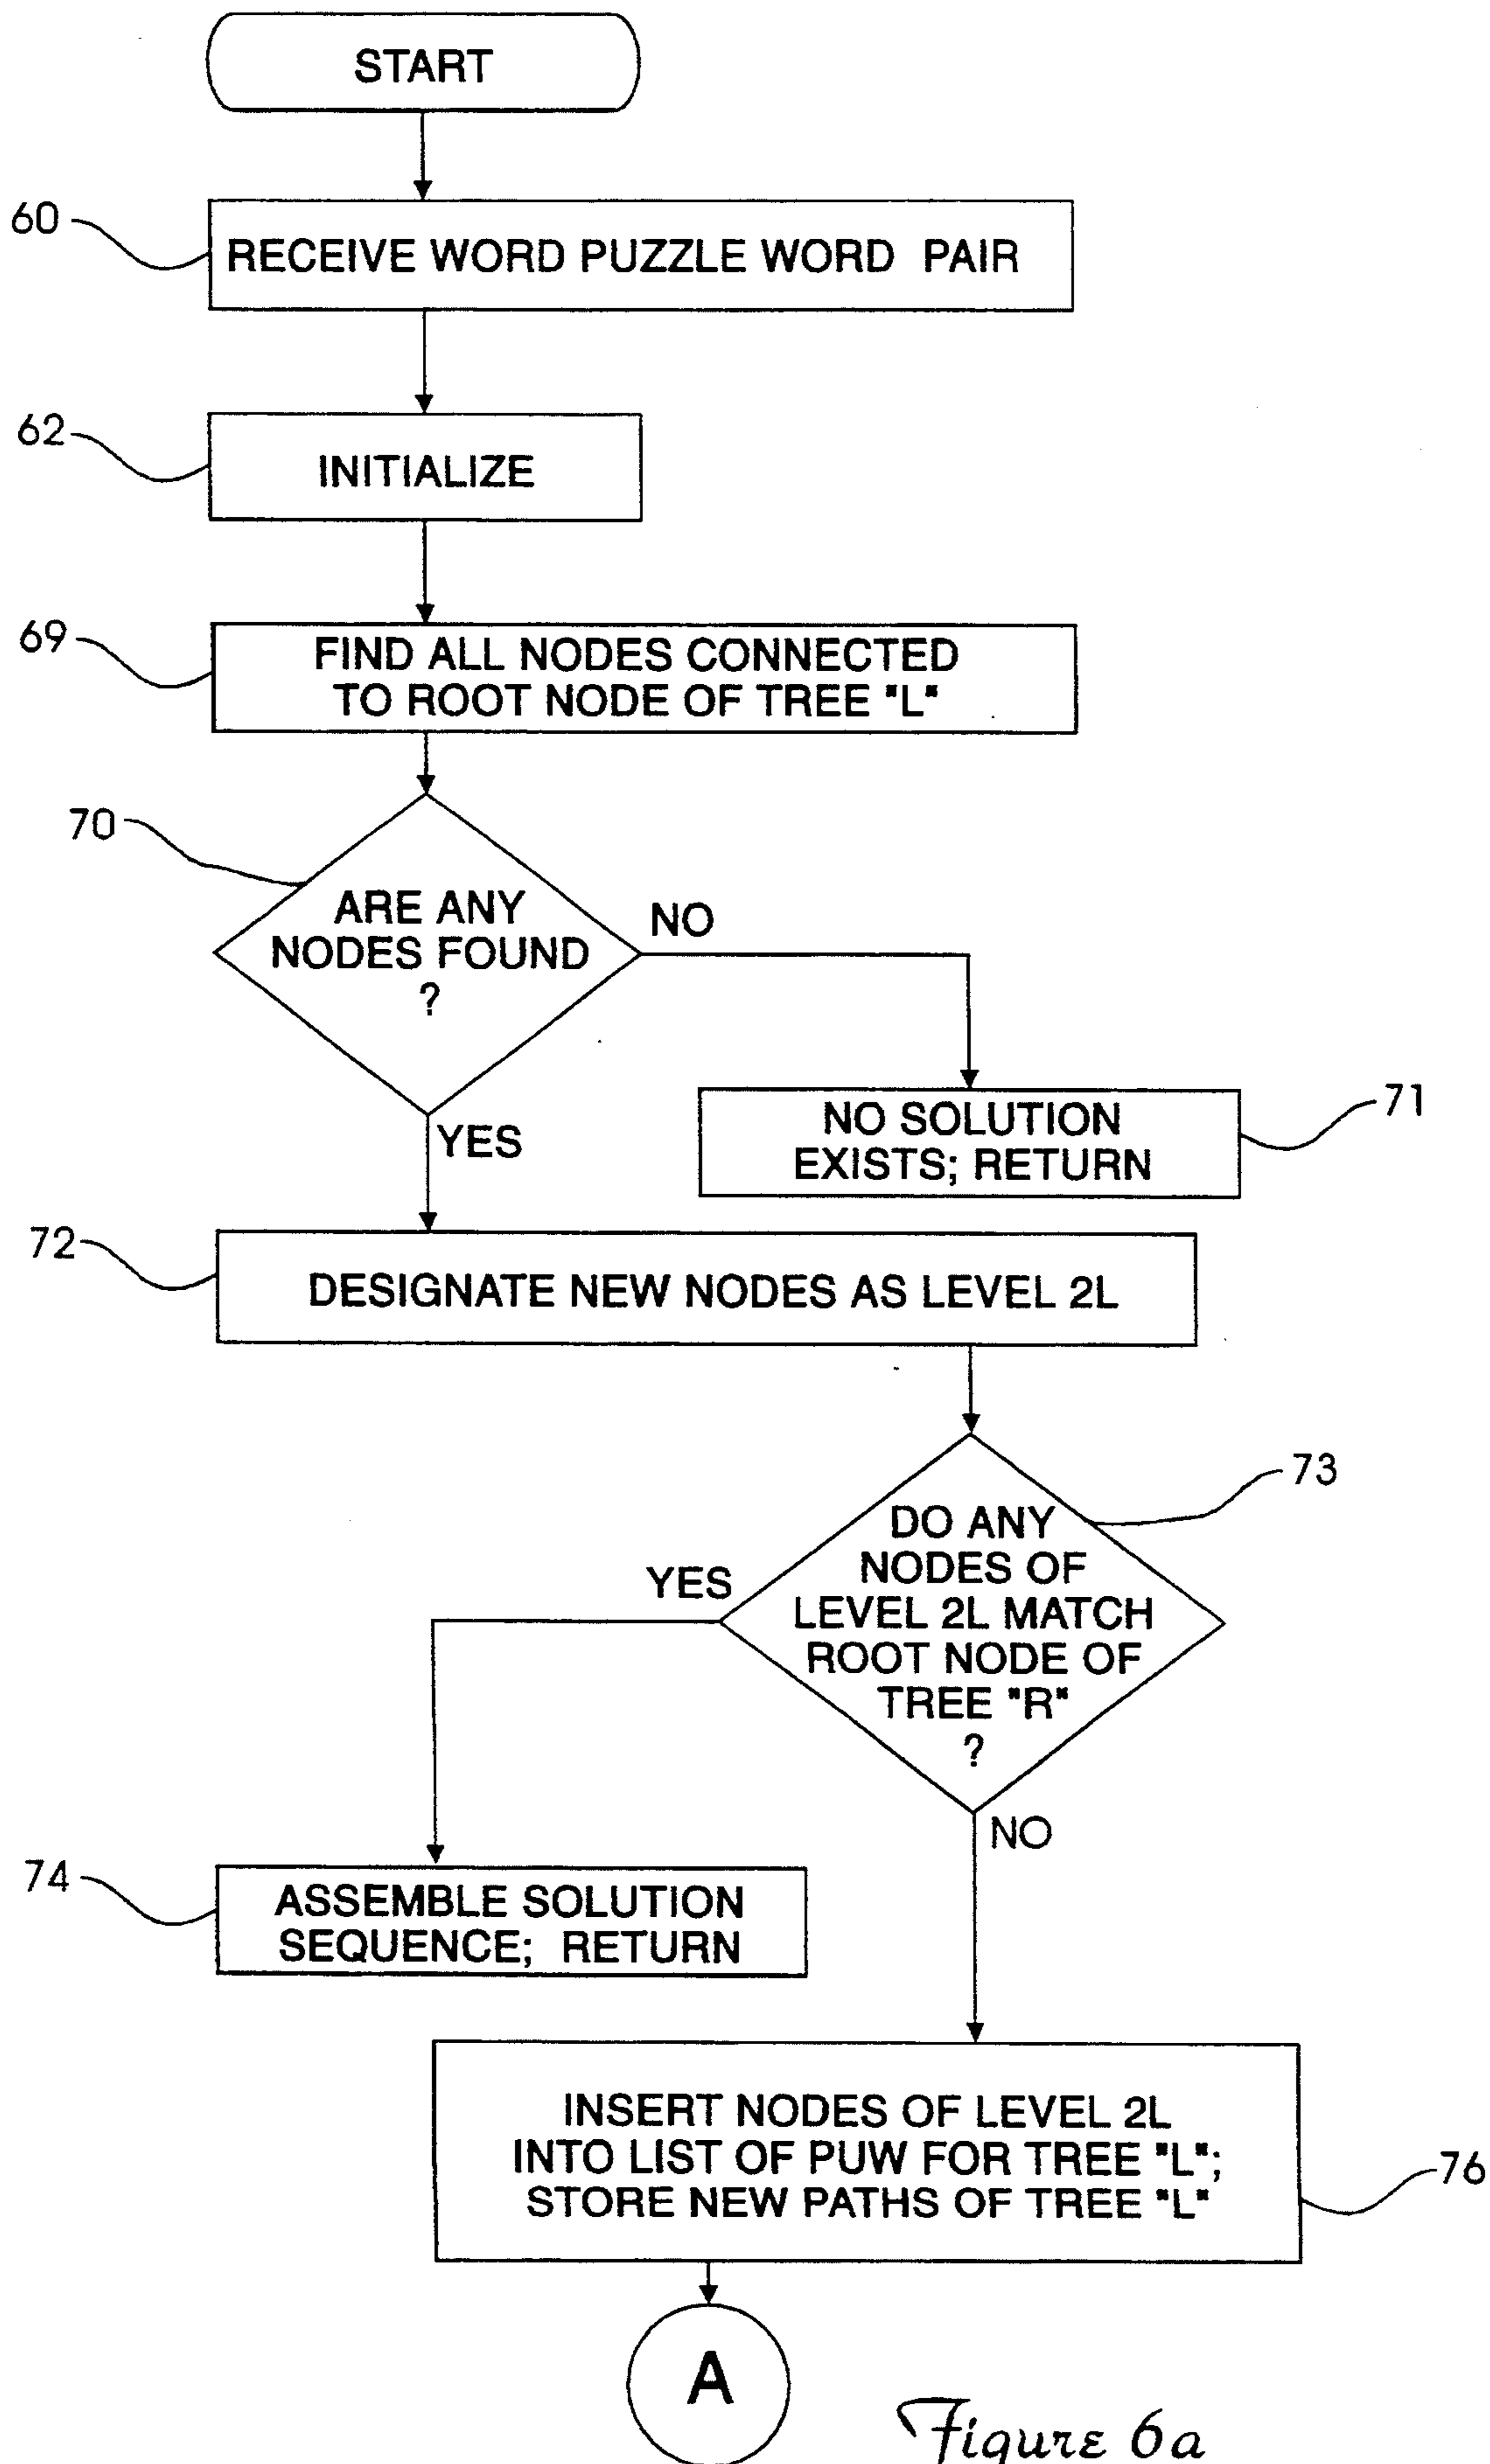 START
60
RECEIVE WORD PUZZLE WORD PAIR
62
INITIALIZE
69
FIND ALL NODES CONNECTED
TO ROOT NODE OF TREE "L"
70
ARE ANY
NODES FOUND
?
NO
YES
NO SOLUTION
EXISTS; RETURN
71
72
DESIGNATE NEW NODES AS LEVEL 2L
73
DO ANY
NODES OF
LEVEL 2L MATCH
ROOT NODE OF
TREE "R"
?
YES
NO
74
ASSEMBLE SOLUTION
SEQUENCE; RETURN
INSERT NODES OF LEVEL 2L
INTO LIST OF PUW FOR TREE "L";
STORE NEW PATHS OF TREE "L"
76
A
Figure 6a